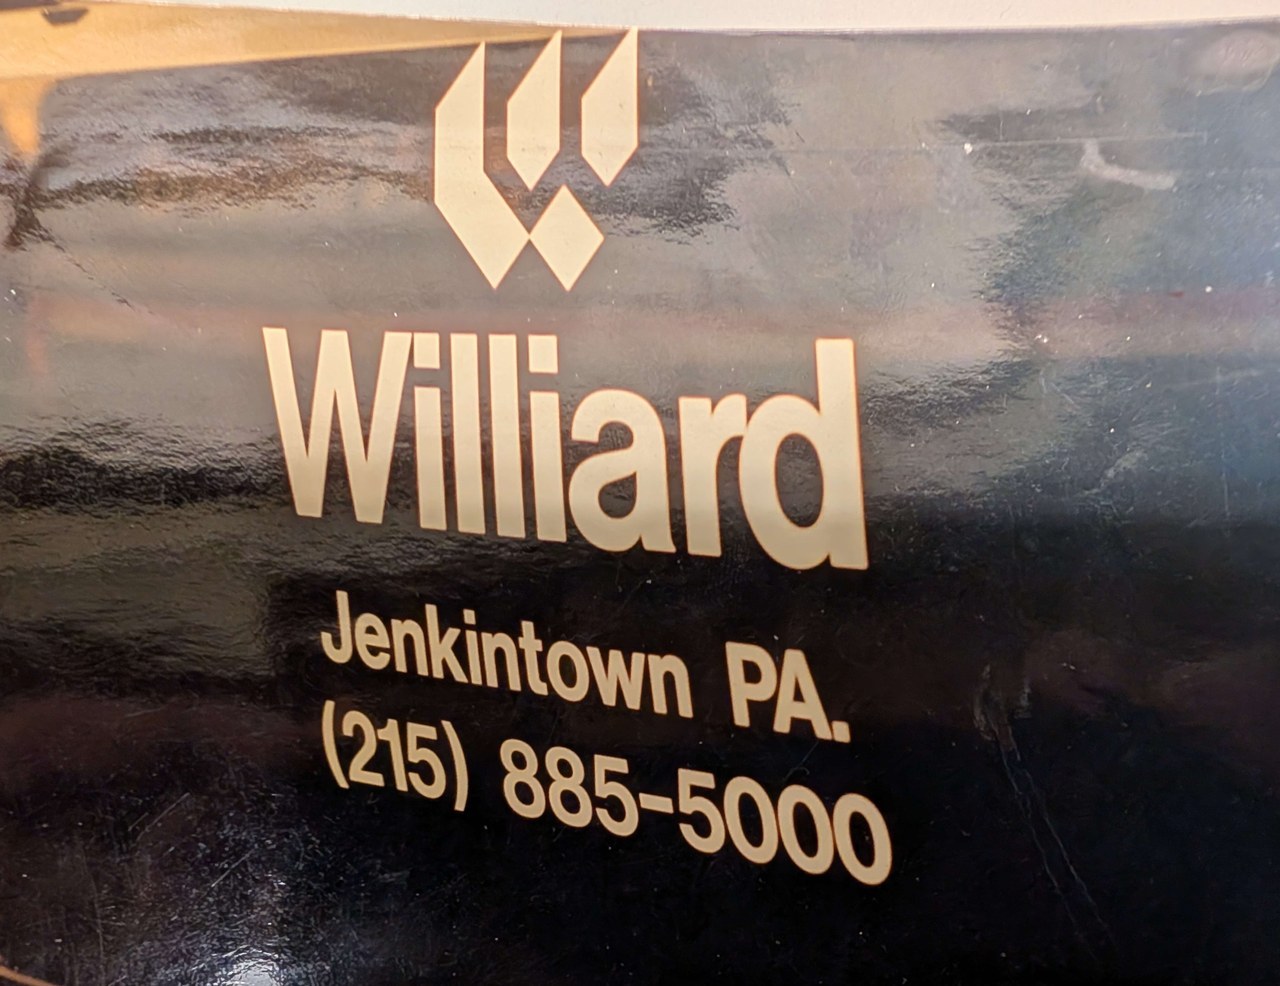 Williard
Jenkintown PA.
(215) 885-5000